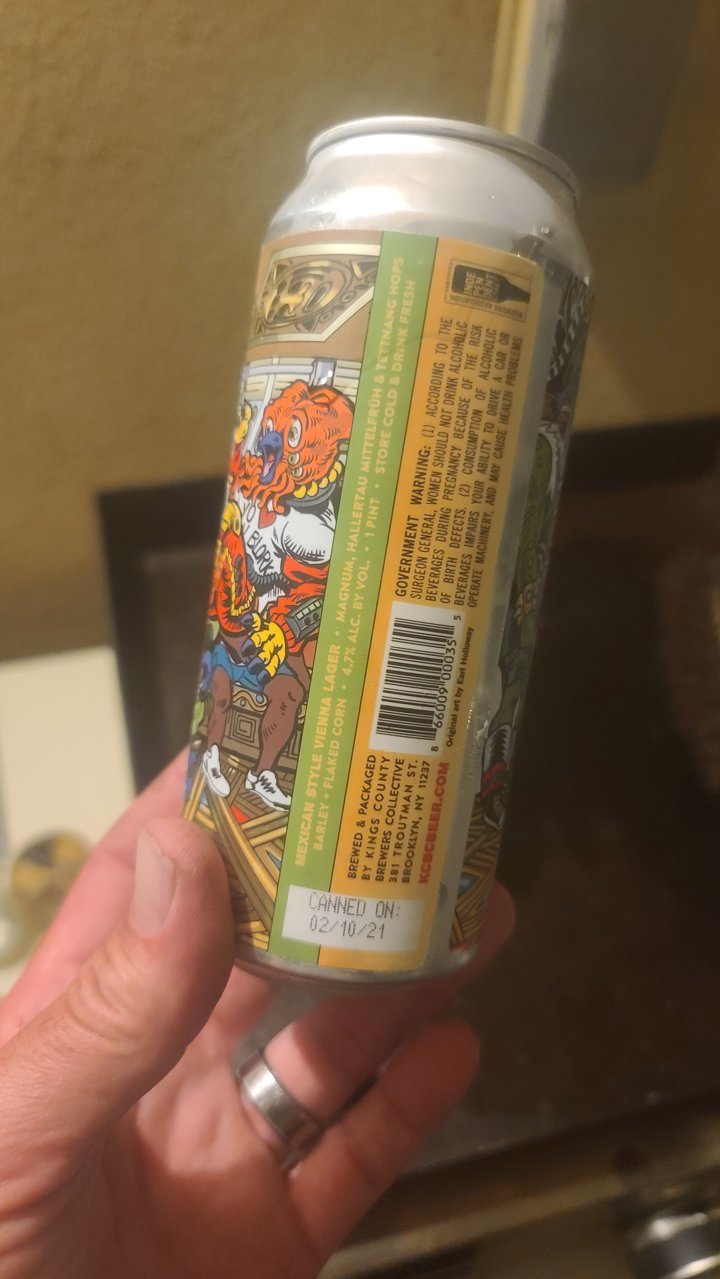 MEXICAN STYLE VIENNA LAGER • MAGNUM, HALLERTAU MITTELFRÜH & TETTNANG HOPS
BARLEY + FLAKED CORN • 4.7% ALC. BY VOL. • 1 PINT • STORE COLD & DRINK FRESH
INDE
PEN
DENT
GOVERNMENT WARNING: (1) ACCORDING TO THE
SURGEON GENERAL, WOMEN SHOULD NOT DRINK ALCOHOLIC
BEVERAGES DURING PREGNANCY BECAUSE OF THE RISK
OF BIRTH DEFECTS. (2) CONSUMPTION OF ALCOHOLIC
BEVERAGES IMPAIRS YOUR ABILITY TO DRIVE A CAR OR
OPERATE MACHINERY, AND MAY CAUSE HEALTH PROBLEMS.
8 66009 00035 5
Original art by Earl Holloway
BREWED & PACKAGED
BY KINGS COUNTY
BREWERS COLLECTIVE
381 TROUTMAN ST.
BROOKLYN, NY 11237
KCBCBEER.COM
CANNED ON:
02/10/21